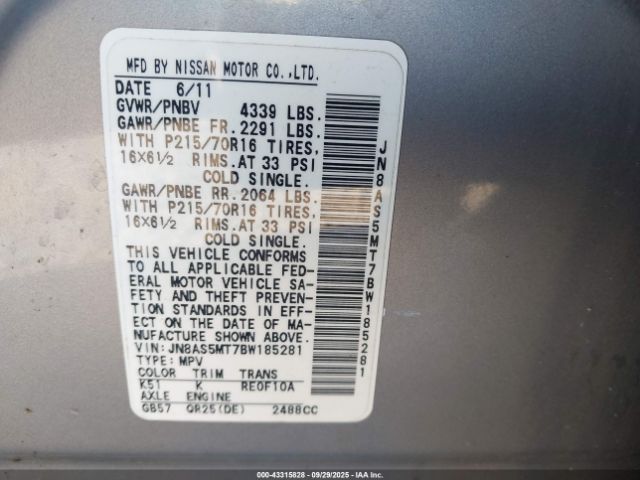 MFD BY NISSAN MOTOR CO.,LTD.
DATE 6/11
GVWR/PNBV 4339 LBS.
GAWR/PNBE FR. 2291 LBS.
WITH P215/70R16 TIRES,
16X6½ RIMS. AT 33 PSI
COLD SINGLE.
GAWR/PNBE RR. 2064 LBS.
WITH P215/70R16 TIRES,
16X6½ RIMS. AT 33 PSI
COLD SINGLE.
THIS VEHICLE CONFORMS
TO ALL APPLICABLE FED-
ERAL MOTOR VEHICLE SA-
FETY AND THEFT PREVEN-
TION STANDARDS IN EFF-
ECT ON THE DATE OF MA-
NUFACTURE SHOWN ABOVE.
VIN: JN8AS5MT7BW185281
TYPE: MPV
COLOR TRIM TRANS
K51 K RE0F10A
AXLE ENGINE
GB57 QR25(DE) 2488CC
JN8AS5MT7BW185281
000-43315828 - 09/29/2025 - IAA Inc.